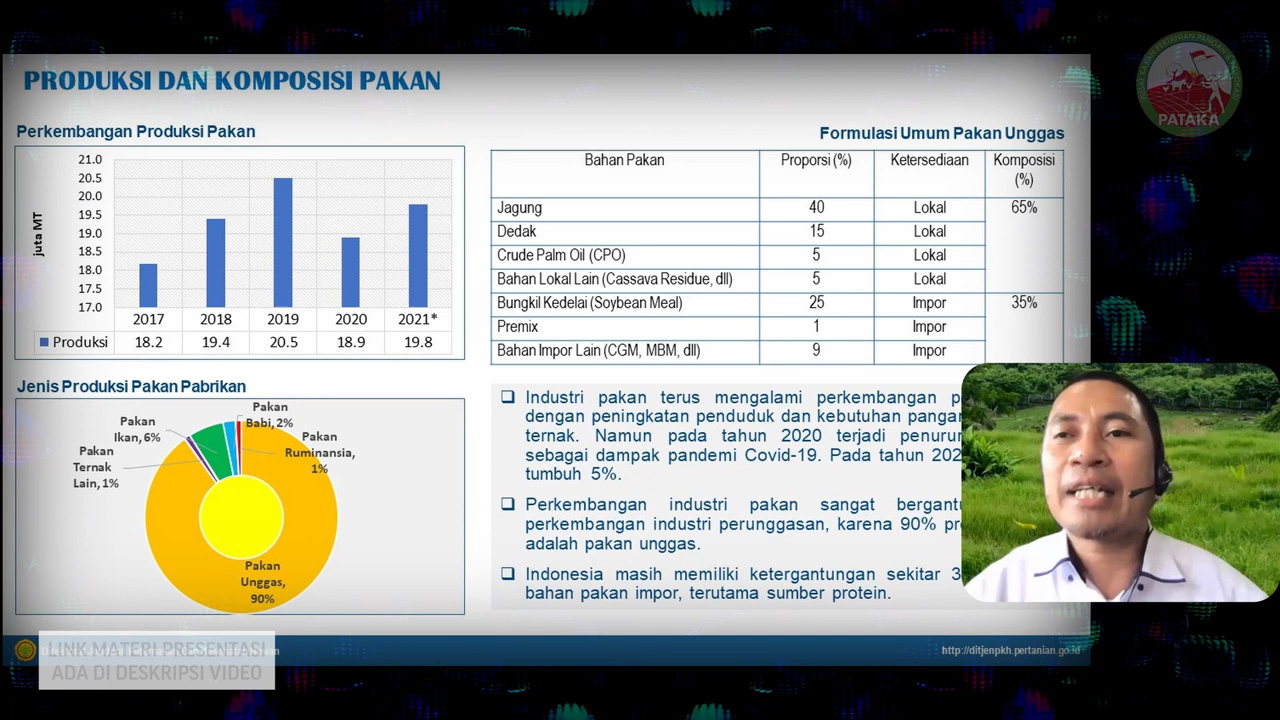 PRODUKSI DAN KOMPOSISI PAKAN
PATAKA
Perkembangan Produksi Pakan
juta MT
21.0
20.5
20.0
19.5
19.0
18.5
18.0
17.5
17.0
2017 2018 2019 2020 2021*
Produksi 18.2 19.4 20.5 18.9 19.8
Formulasi Umum Pakan Unggas
Bahan Pakan Proporsi (%) Ketersediaan Komposisi
(%)
Jagung 40 Lokal 65%
Dedak 15 Lokal
Crude Palm Oil (CPO) 5 Lokal
Bahan Lokal Lain (Cassava Residue, dll) 5 Lokal
Bungkil Kedelai (Soybean Meal) 25 Impor 35%
Premix 1 Impor
Bahan Impor Lain (CGM, MBM, dll) 9 Impor
Jenis Produksi Pakan Pabrikan
Pakan
Ternak
Lain, 1%
Pakan
Ikan, 6%
Pakan
Babi, 2%
Pakan
Ruminansia,
1%
Pakan
Unggas,
90%
Industri pakan terus mengalami perkembangan
dengan peningkatan penduduk dan kebutuhan
ternak. Namun pada tahun 2020 terjadi
sebagai dampak pandemi Covid-19. Pada tahun
tumbuh 5%.
Perkembangan industri pakan sangat
perkembangan industri perunggasan, karena 90%
adalah pakan unggas.
Indonesia masih memiliki ketergantungan sekitar
bahan pakan impor, terutama sumber protein.
LINK MATERI PRESENTASI
ADA DI DESKRIPSI VIDEO
http://ditjenpkh.pertanian.go.id